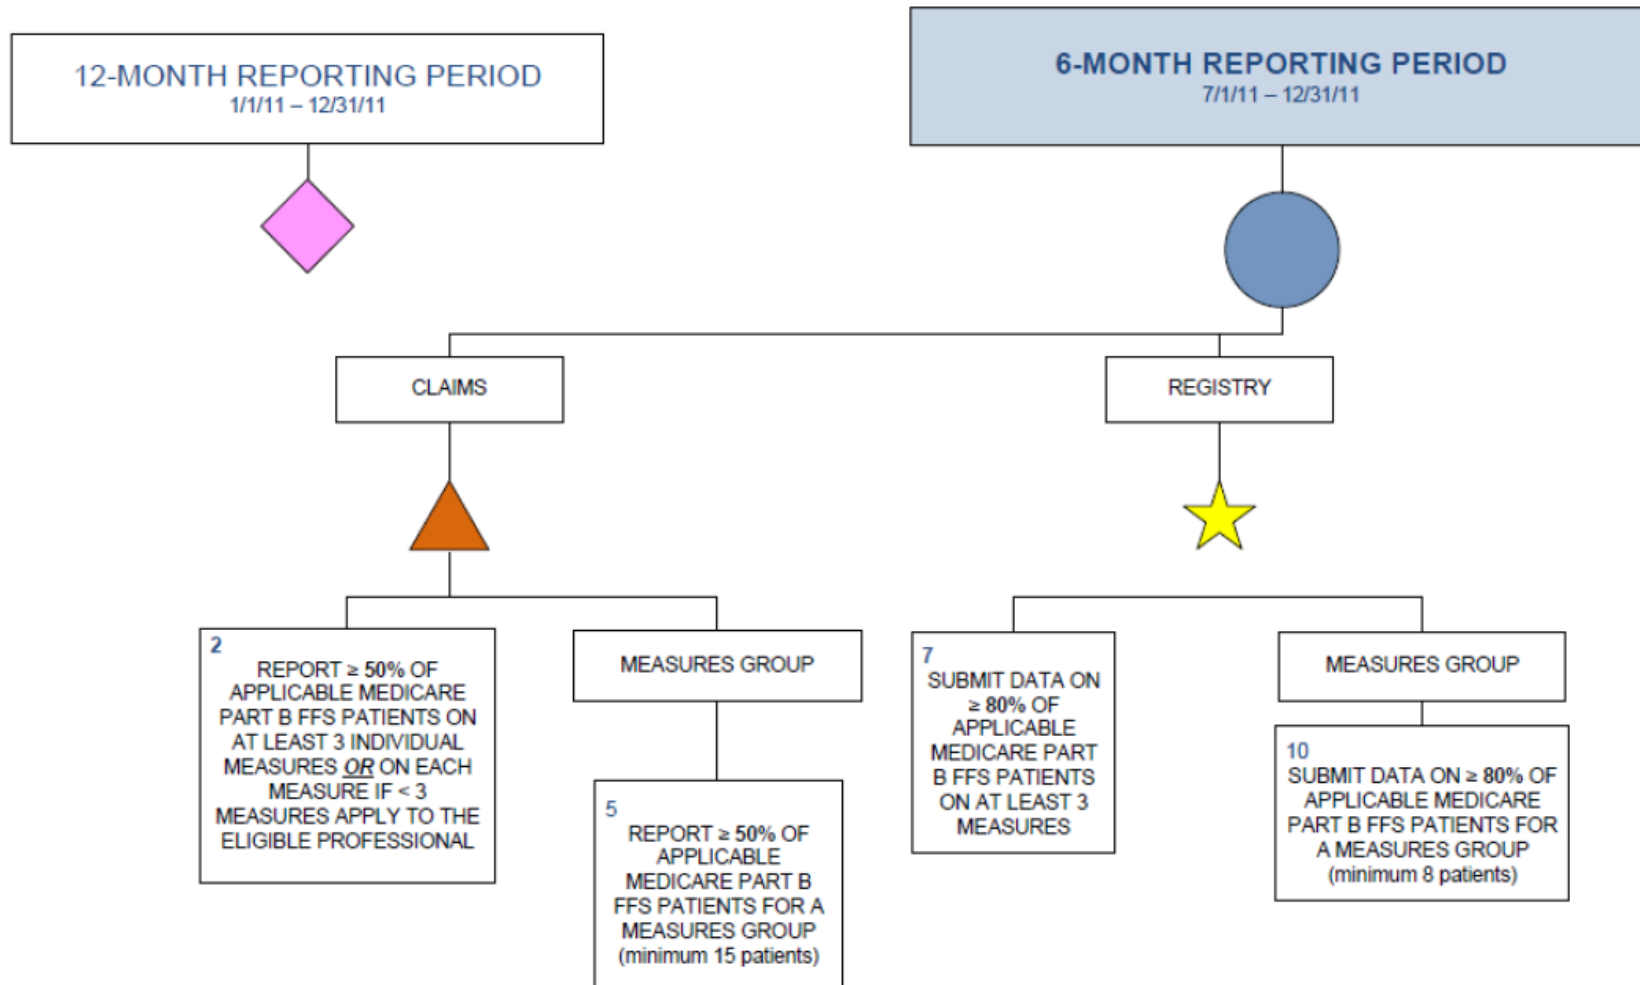 12-MONTH REPORTING PERIOD
1/1/11 – 12/31/11
6-MONTH REPORTING PERIOD
7/1/11 – 12/31/11
CLAIMS
REGISTRY
2
REPORT ≥ 50% OF
APPLICABLE MEDICARE
PART B FFS PATIENTS ON
AT LEAST 3 INDIVIDUAL
MEASURES OR ON EACH
MEASURE IF < 3
MEASURES APPLY TO THE
ELIGIBLE PROFESSIONAL
MEASURES GROUP
5
REPORT ≥ 50% OF
APPLICABLE
MEDICARE PART B
FFS PATIENTS FOR A
MEASURES GROUP
(minimum 15 patients)
7
SUBMIT DATA ON
≥ 80% OF
APPLICABLE
MEDICARE PART
B FFS PATIENTS
ON AT LEAST 3
MEASURES
MEASURES GROUP
10
SUBMIT DATA ON ≥ 80% OF
APPLICABLE MEDICARE
PART B FFS PATIENTS FOR
A MEASURES GROUP
(minimum 8 patients)